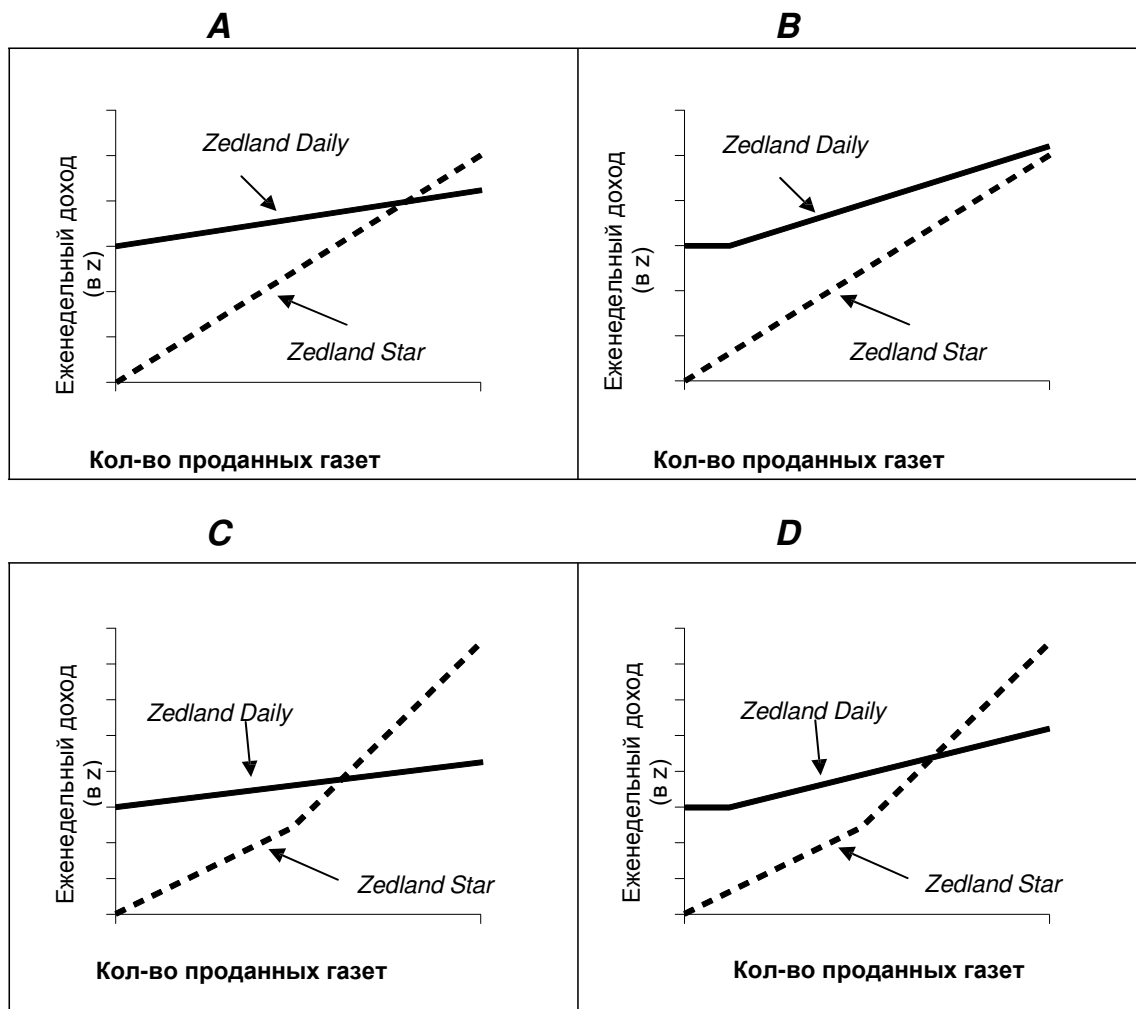 A
B
Еженедельный доход
(в z)
Zedland Daily
Zedland Star
Кол-во проданных газет
Еженедельный доход
(в z)
Zedland Daily
Zedland Star
Кол-во проданных газет
C
D
Еженедельный доход
(в z)
Zedland Daily
Zedland Star
Кол-во проданных газет
Еженедельный доход
(в z)
Zedland Daily
Zedland Star
Кол-во проданных газет